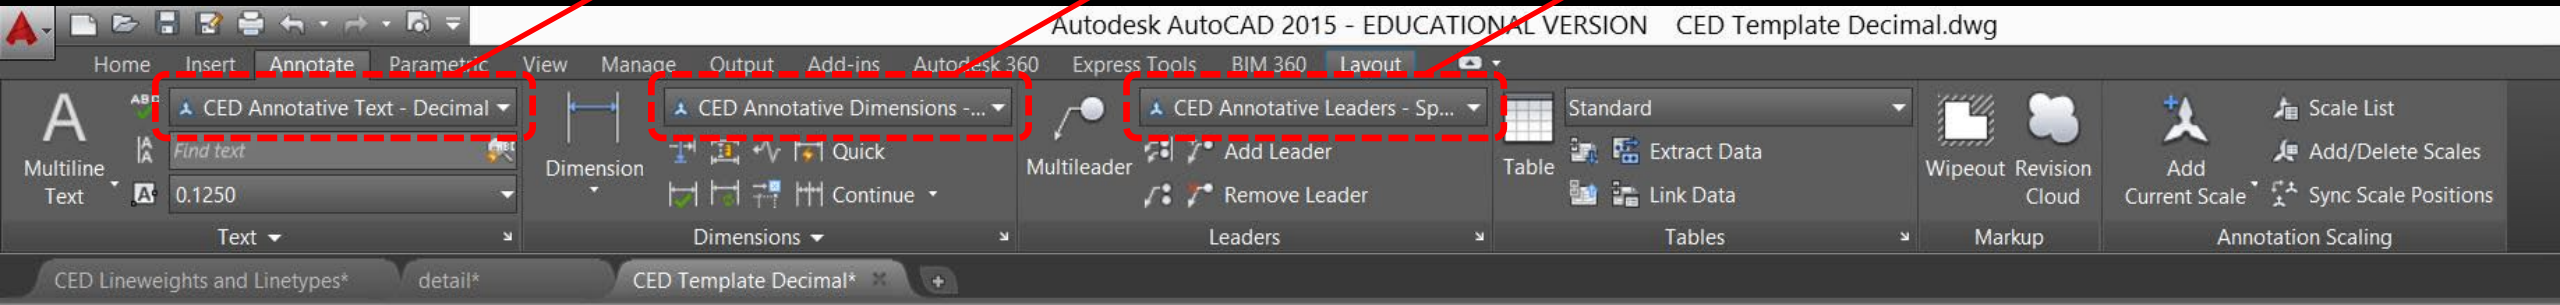 Autodesk AutoCAD 2015 - EDUCATIONAL VERSION CED Template Decimal.dwg
Home Insert Annotate Parametric View Manage Output Add-ins Autodesk 360 Express Tools BIM 360 Layout
CED Annotative Text - Decimal
Find text
0.1250
Multiline
Text
Text
Dimension
CED Annotative Dimensions -...
Quick
Continue
Dimensions
Multileader
CED Annotative Leaders - Sp...
Add Leader
Remove Leader
Leaders
Table
Standard
Extract Data
Link Data
Tables
Wipeout
Revision
Cloud
Markup
Add
Current Scale
Scale List
Add/Delete Scales
Sync Scale Positions
Annotation Scaling
CED Lineweights and Linetypes* detail* CED Template Decimal*